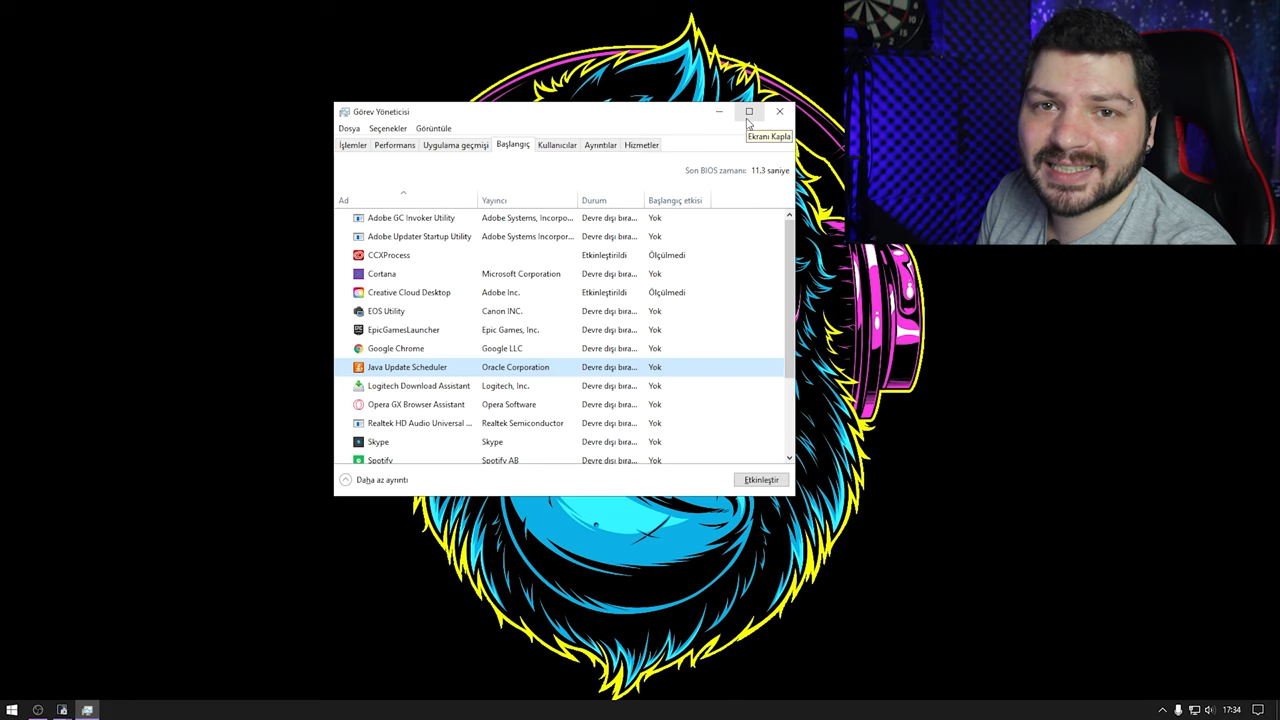 Görev Yöneticisi
Ekranı Kapla
Dosya Seçenekler Görüntüle
İşlemler Performans Uygulama geçmişi Başlangıç Kullanıcılar Ayrıntılar Hizmetler
Son BIOS zamanı: 11.3 saniye
Ad Yayıncı Durum Başlangıç etkisi
Adobe GC Invoker Utility Adobe Systems, Incorpo... Devre dışı bıra... Yok
Adobe Updater Startup Utility Adobe Systems Incorpor... Devre dışı bıra... Yok
CCXProcess Etkinleştirildi Ölçülmedi
Cortana Microsoft Corporation Devre dışı bıra... Yok
Creative Cloud Desktop Adobe Inc. Etkinleştirildi Ölçülmedi
EOS Utility Canon INC. Devre dışı bıra... Yok
EpicGamesLauncher Epic Games, Inc. Devre dışı bıra... Yok
Google Chrome Google LLC Devre dışı bıra... Yok
Java Update Scheduler Oracle Corporation Devre dışı bıra... Yok
Logitech Download Assistant Logitech, Inc. Devre dışı bıra... Yok
Opera GX Browser Assistant Opera Software Devre dışı bıra... Yok
Realtek HD Audio Universal ... Realtek Semiconductor Devre dışı bıra... Yok
Skype Skype Devre dışı bıra... Yok
Spotify Spotify AB Devre dışı bıra... Yok
Daha az ayrıntı Etkinleştir
17:34